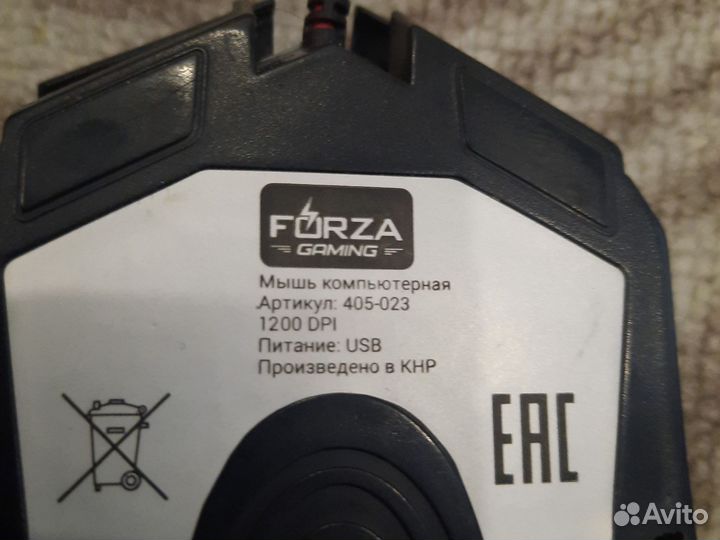 FORZA
GAMING
Мышь компьютерная
Артикул: 405-023
1200 DPI
Питание: USB
Произведено в КНР
EAC
Avito